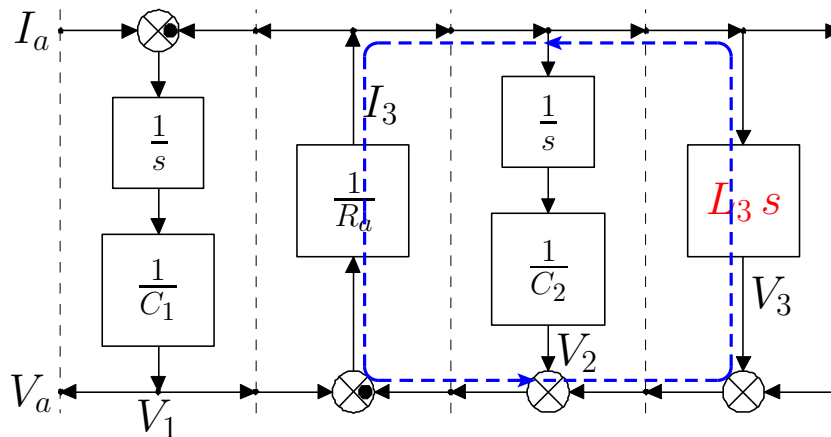 I_a
I_3
1/s
1/s
1/R_a
L_3 s
1/C_1
1/C_2
V_3
V_2
V_a
V_1